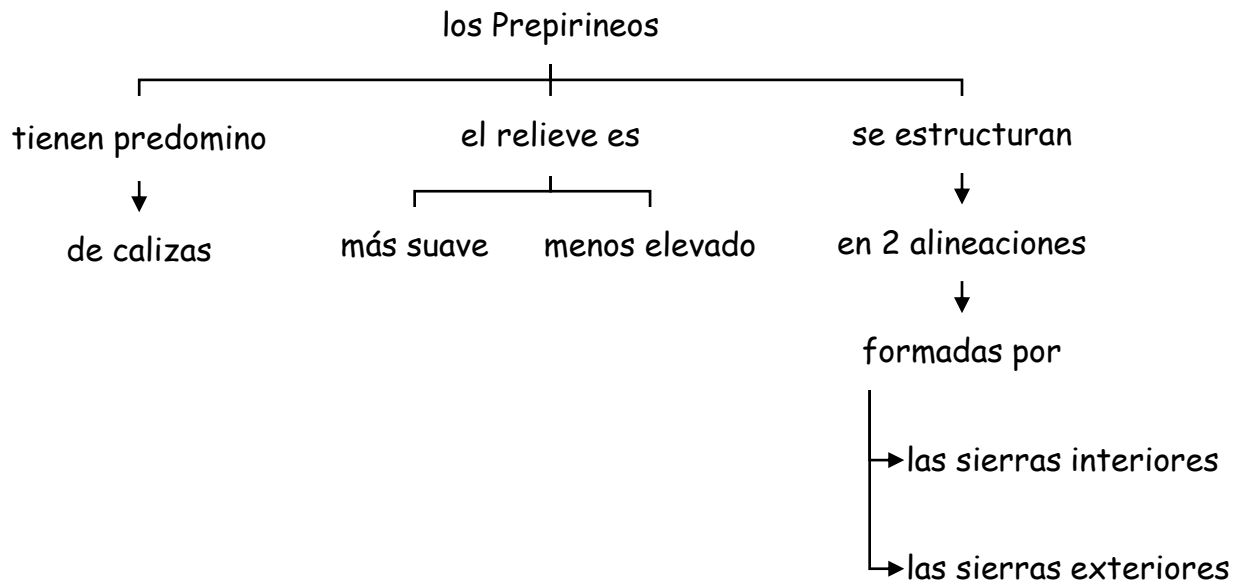 los Prepirineos
tienen predomino
el relieve es
se estructuran
de calizas
más suave
menos elevado
en 2 alineaciones
formadas por
las sierras interiores
las sierras exteriores